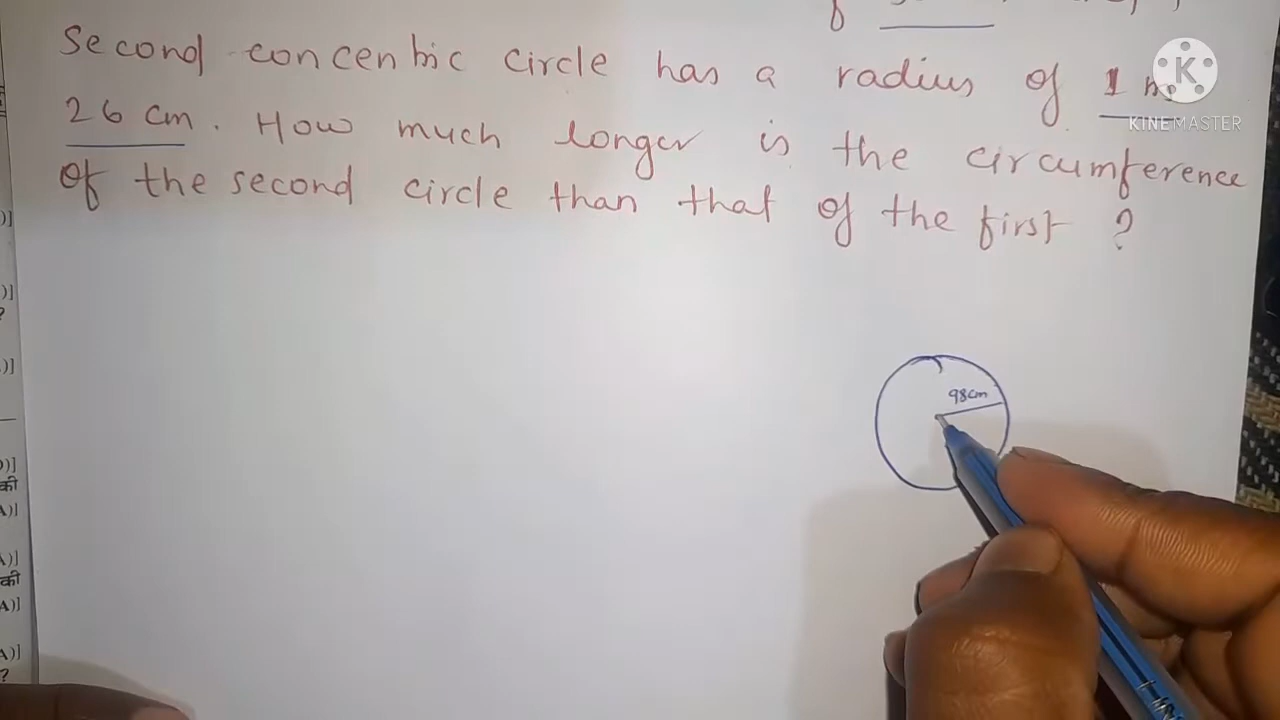 Second concentric circle has a radius of 1 m
26 cm. How much longer is the circumference
of the second circle than that of the first ?
98cm
K
KINEMASTER
)]
)]
?
.)]
0)]
की
A)]
A)]
की
A)]
A)]
?